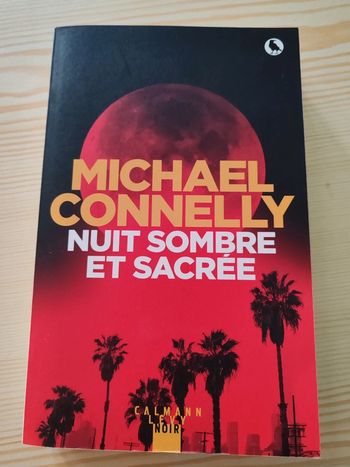 MICHAEL
CONNELLY
NUIT SOMBRE
ET SACRÉE
CALMANN
LEVY
NOIR